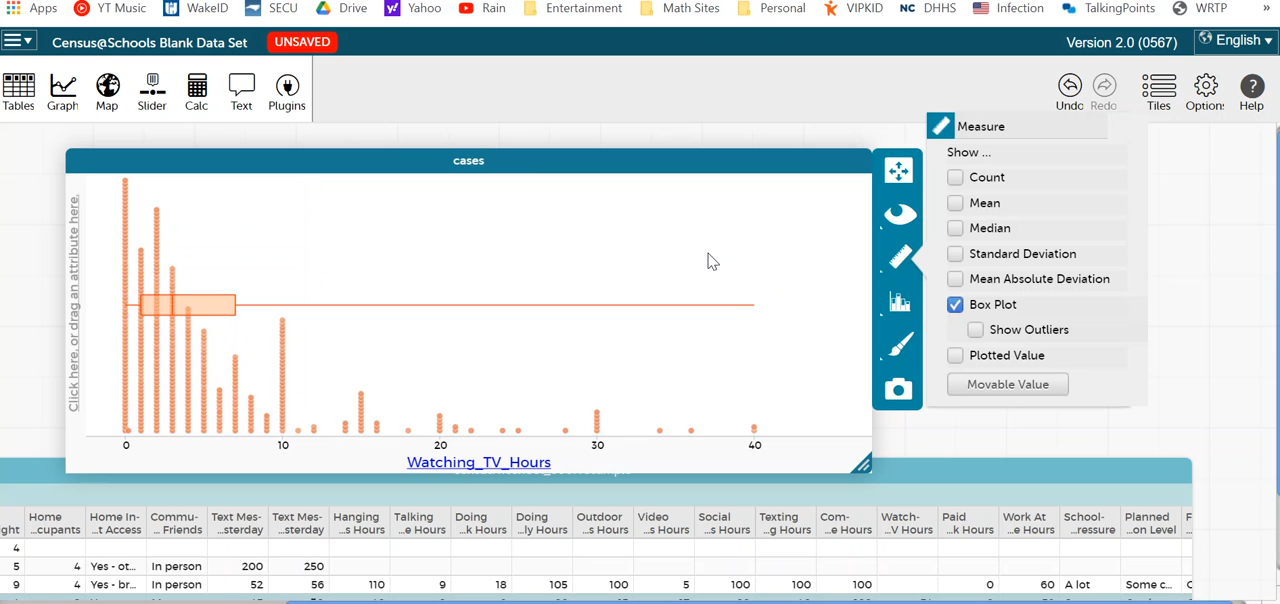 Apps YT Music WakeID SECU Drive Yahoo Rain Entertainment Math Sites Personal VIPKID NC DHHS Infection TalkingPoints WRTP »
Census@Schools Blank Data Set UNSAVED Version 2.0 (0567) English
Tables Graph Map Slider Calc Text Plugins Undo Redo Tiles Option: Help
Measure
cases
Show ...
Count
Mean
Median
Standard Deviation
Mean Absolute Deviation
Box Plot
Show Outliers
Plotted Value
Movable Value
Click here, or drag an attribute here.
0 10 20 30 40
Watching_TV_Hours
ght Home ...cupants Home In- ...t Access Commu- ...Friends Text Mes- ...sterday Text Mes- ...sterday Hanging ...s Hours Talking ...e Hours Doing ...k Hours Doing ...ly Hours Outdoor ...s Hours Video ...s Hours Social ...s Hours Texting ...g Hours Com- ...e Hours Watch- ...V Hours Paid ...k Hours Work At ...e Hours School- ...ressure Planned ...on Level F
4
5 4 Yes - ot... In person 200 250
9 4 Yes - br... In person 52 56 110 9 18 105 100 5 100 100 100 0 60 A lot Some c...